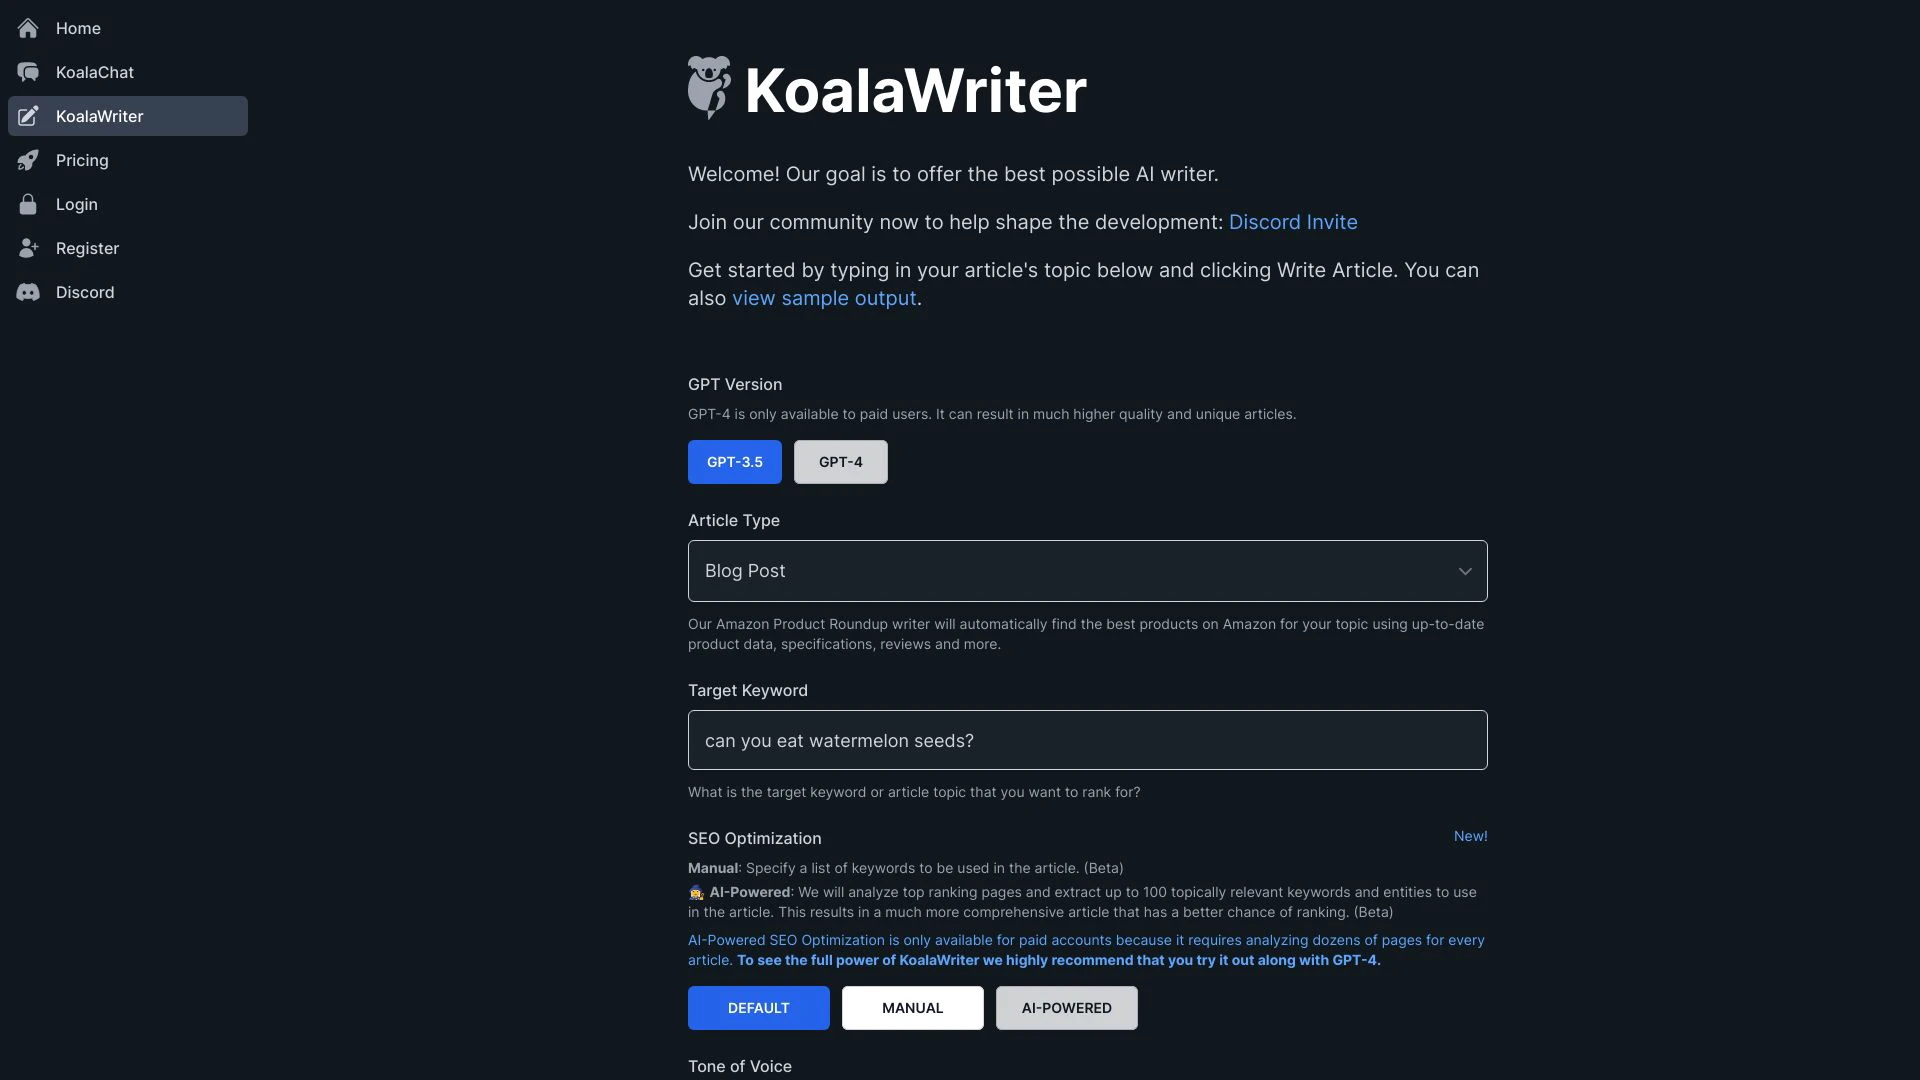 Home
KoalaChat
KoalaWriter
Pricing
Login
Register
Discord
KoalaWriter
Welcome! Our goal is to offer the best possible AI writer.
Join our community now to help shape the development: Discord Invite
Get started by typing in your article's topic below and clicking Write Article. You can
also view sample output.
GPT Version
GPT-4 is only available to paid users. It can result in much higher quality and unique articles.
GPT-3.5 GPT-4
Article Type
Blog Post
Our Amazon Product Roundup writer will automatically find the best products on Amazon for your topic using up-to-date
product data, specifications, reviews and more.
Target Keyword
can you eat watermelon seeds?
What is the target keyword or article topic that you want to rank for?
SEO Optimization New!
Manual: Specify a list of keywords to be used in the article. (Beta)
AI-Powered: We will analyze top ranking pages and extract up to 100 topically relevant keywords and entities to use
in the article. This results in a much more comprehensive article that has a better chance of ranking. (Beta)
AI-Powered SEO Optimization is only available for paid accounts because it requires analyzing dozens of pages for every
article. To see the full power of KoalaWriter we highly recommend that you try it out along with GPT-4.
DEFAULT MANUAL AI-POWERED
Tone of Voice